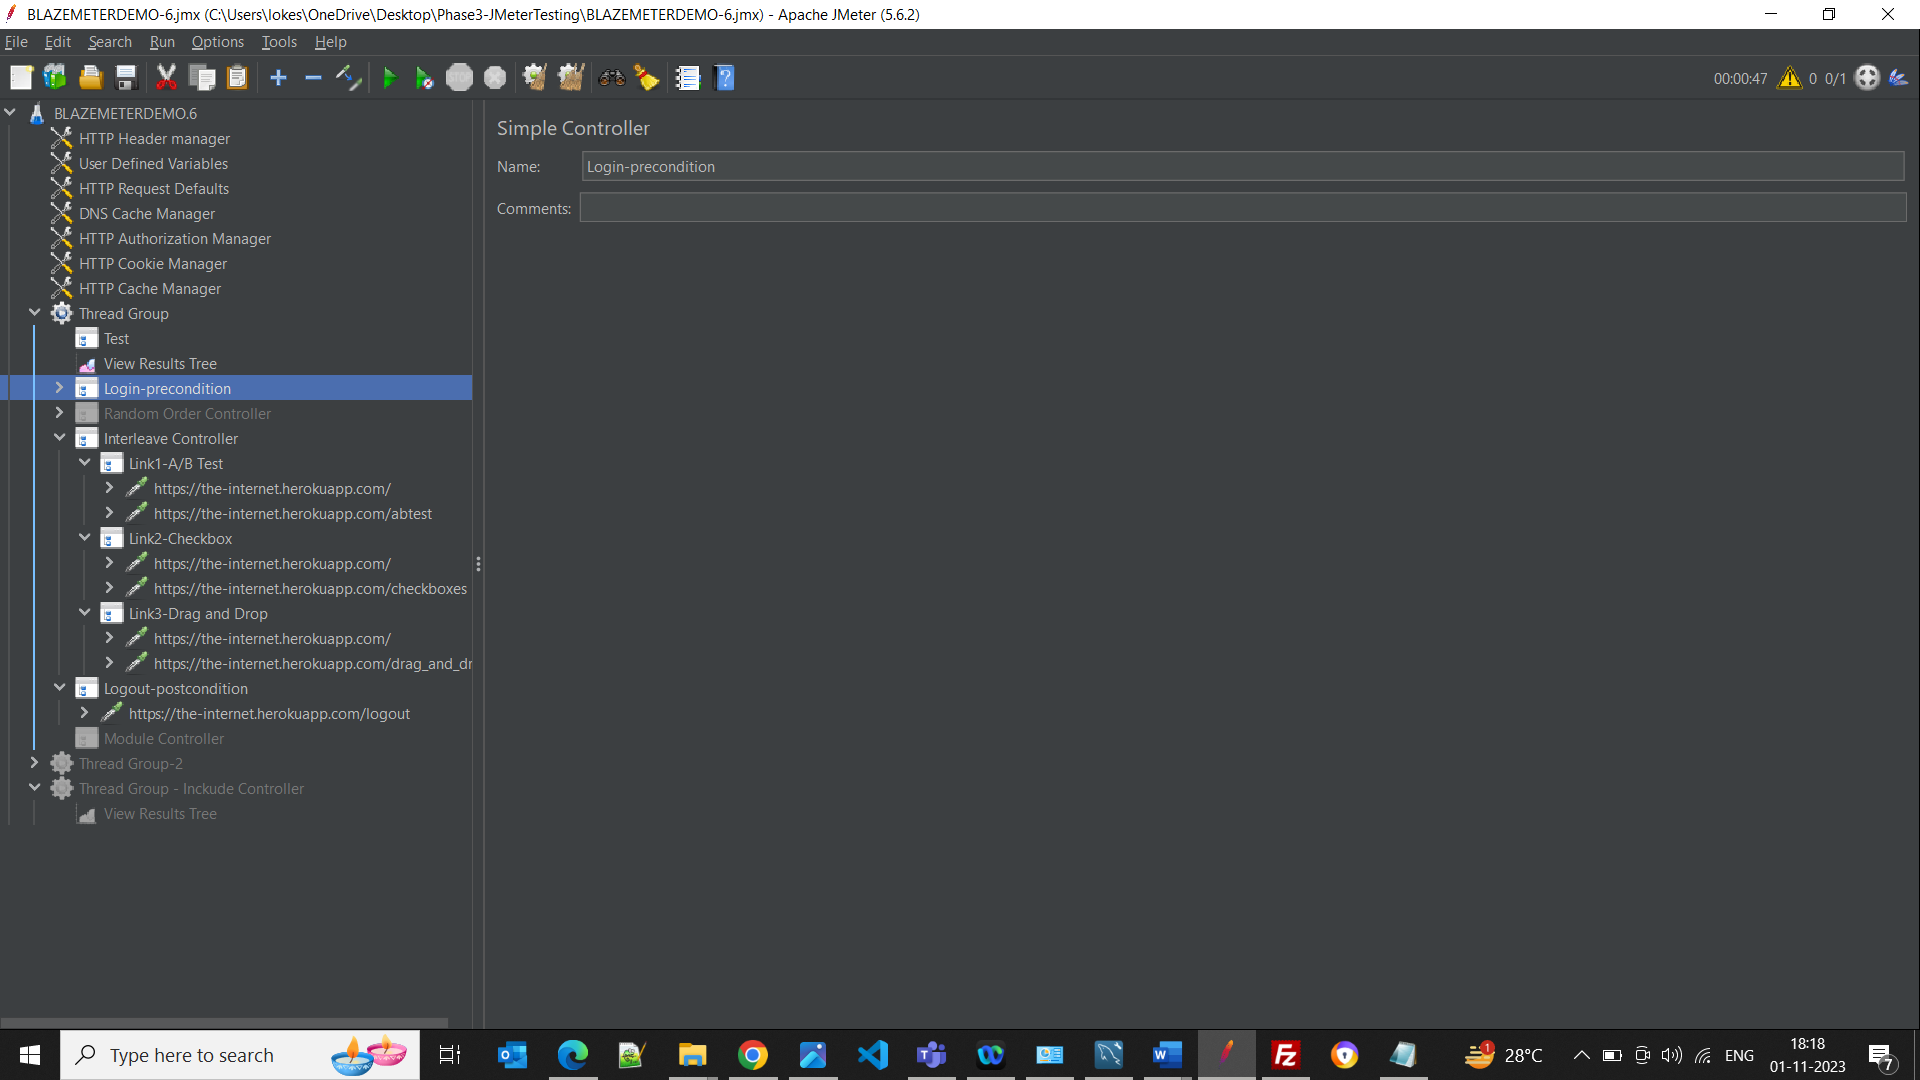 BLAZEMETERDEMO-6.jmx (C:\Users\lokes\OneDrive\Desktop\Phase3-JMeterTesting\BLAZEMETERDEMO-6.jmx) - Apache JMeter (5.6.2)
File Edit Search Run Options Tools Help
STOP ? 00:00:47 0 0/1
BLAZEMETERDEMO.6
HTTP Header manager
User Defined Variables
HTTP Request Defaults
DNS Cache Manager
HTTP Authorization Manager
HTTP Cookie Manager
HTTP Cache Manager
Thread Group
Test
View Results Tree
Login-precondition
Random Order Controller
Interleave Controller
Link1-A/B Test
https://the-internet.herokuapp.com/
https://the-internet.herokuapp.com/abtest
Link2-Checkbox
https://the-internet.herokuapp.com/
https://the-internet.herokuapp.com/checkboxes
Link3-Drag and Drop
https://the-internet.herokuapp.com/
https://the-internet.herokuapp.com/drag_and_dr
Logout-postcondition
https://the-internet.herokuapp.com/logout
Module Controller
Thread Group-2
Thread Group - Inckude Controller
View Results Tree
Simple Controller
Name: Login-precondition
Comments:
Type here to search
1 28°C ENG
18:18
01-11-2023
7